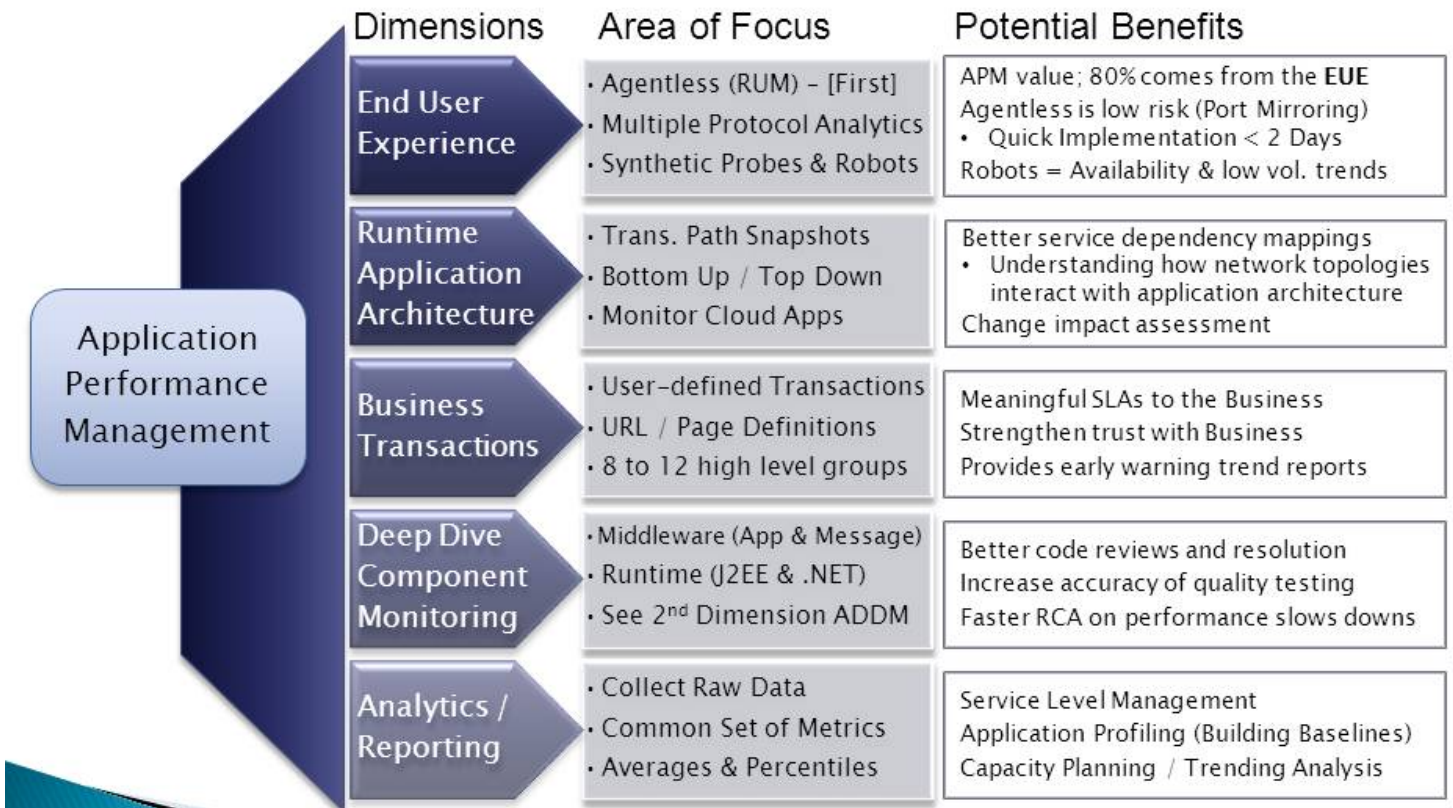 Dimensions
Area of Focus
Potential Benefits
Application
Performance
Management
End User
Experience
• Agentless (RUM) – [First]
• Multiple Protocol Analytics
• Synthetic Probes & Robots
APM value; 80% comes from the EUE
Agentless is low risk (Port Mirroring)
• Quick Implementation < 2 Days
Robots = Availability & low vol. trends
Runtime
Application
Architecture
• Trans. Path Snapshots
• Bottom Up / Top Down
• Monitor Cloud Apps
Better service dependency mappings
• Understanding how network topologies
interact with application architecture
Change impact assessment
Business
Transactions
• User-defined Transactions
• URL / Page Definitions
• 8 to 12 high level groups
Meaningful SLAs to the Business
Strengthen trust with Business
Provides early warning trend reports
Deep Dive
Component
Monitoring
• Middleware (App & Message)
• Runtime (J2EE & .NET)
• See 2nd Dimension ADDM
Better code reviews and resolution
Increase accuracy of quality testing
Faster RCA on performance slows downs
Analytics /
Reporting
• Collect Raw Data
• Common Set of Metrics
• Averages & Percentiles
Service Level Management
Application Profiling (Building Baselines)
Capacity Planning / Trending Analysis